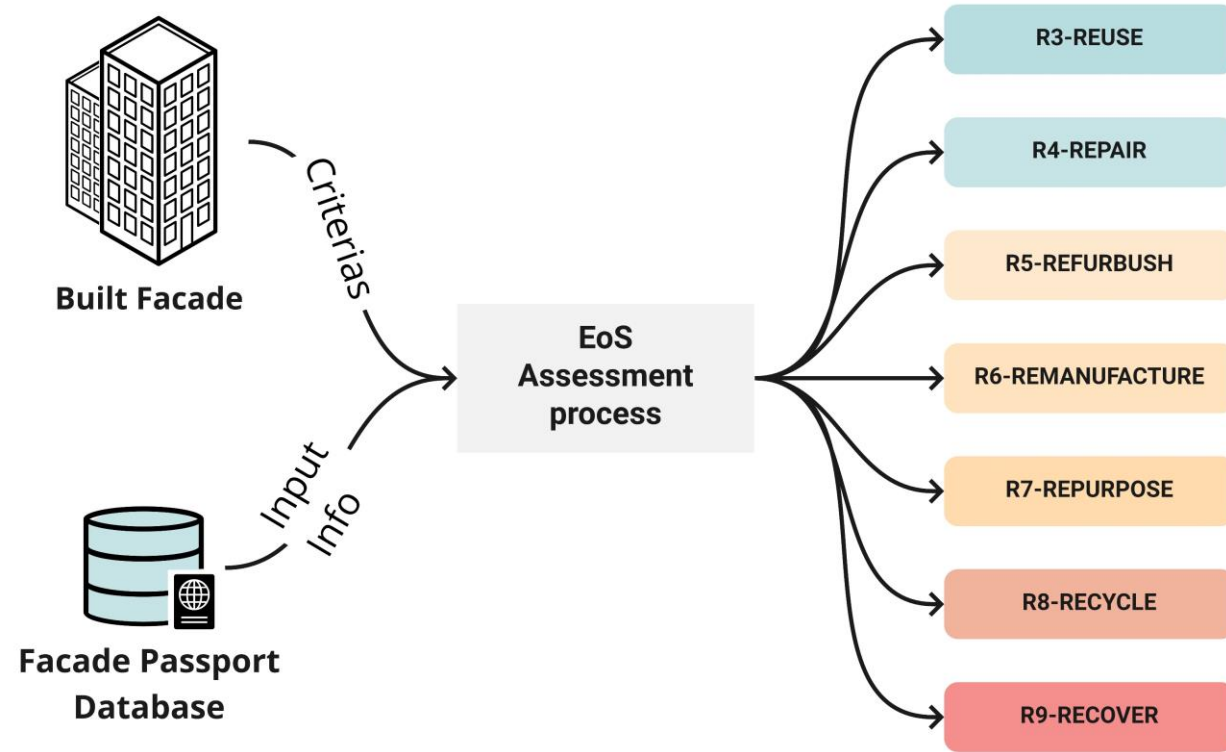 Built Facade
Criterias
Input
Info
Facade Passport
Database
EoS
Assessment
process
R3-REUSE
R4-REPAIR
R5-REFURBUSH
R6-REMANUFACTURE
R7-REPURPOSE
R8-RECYCLE
R9-RECOVER